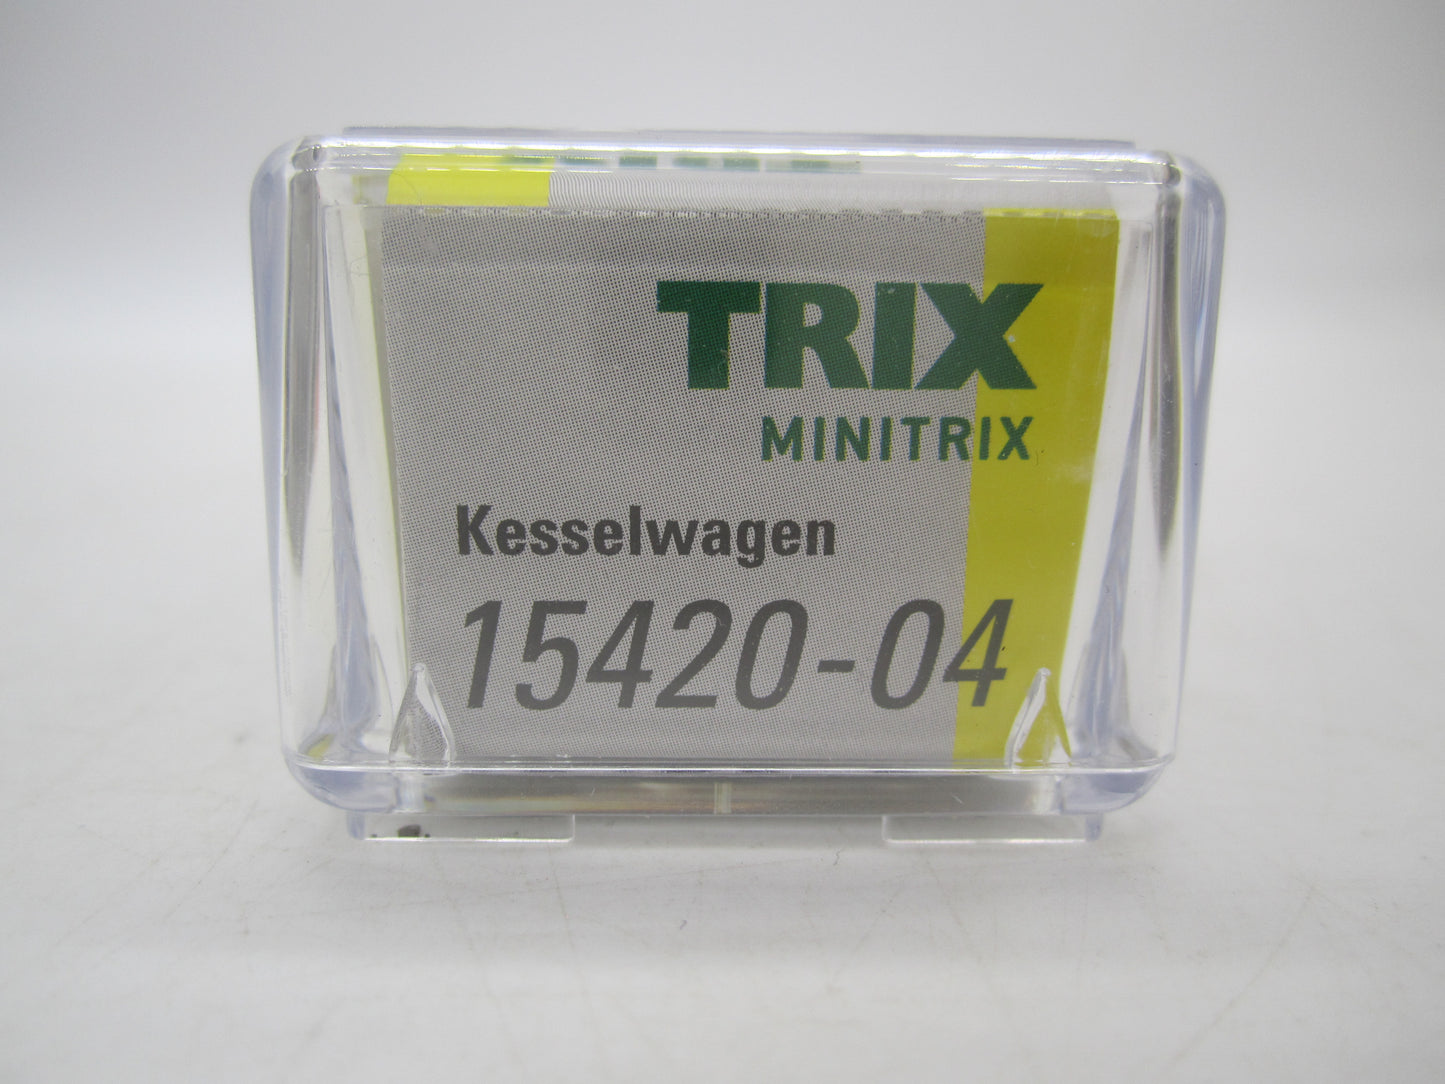 TRIX
MINITRIX
Kesselwagen
15420-04